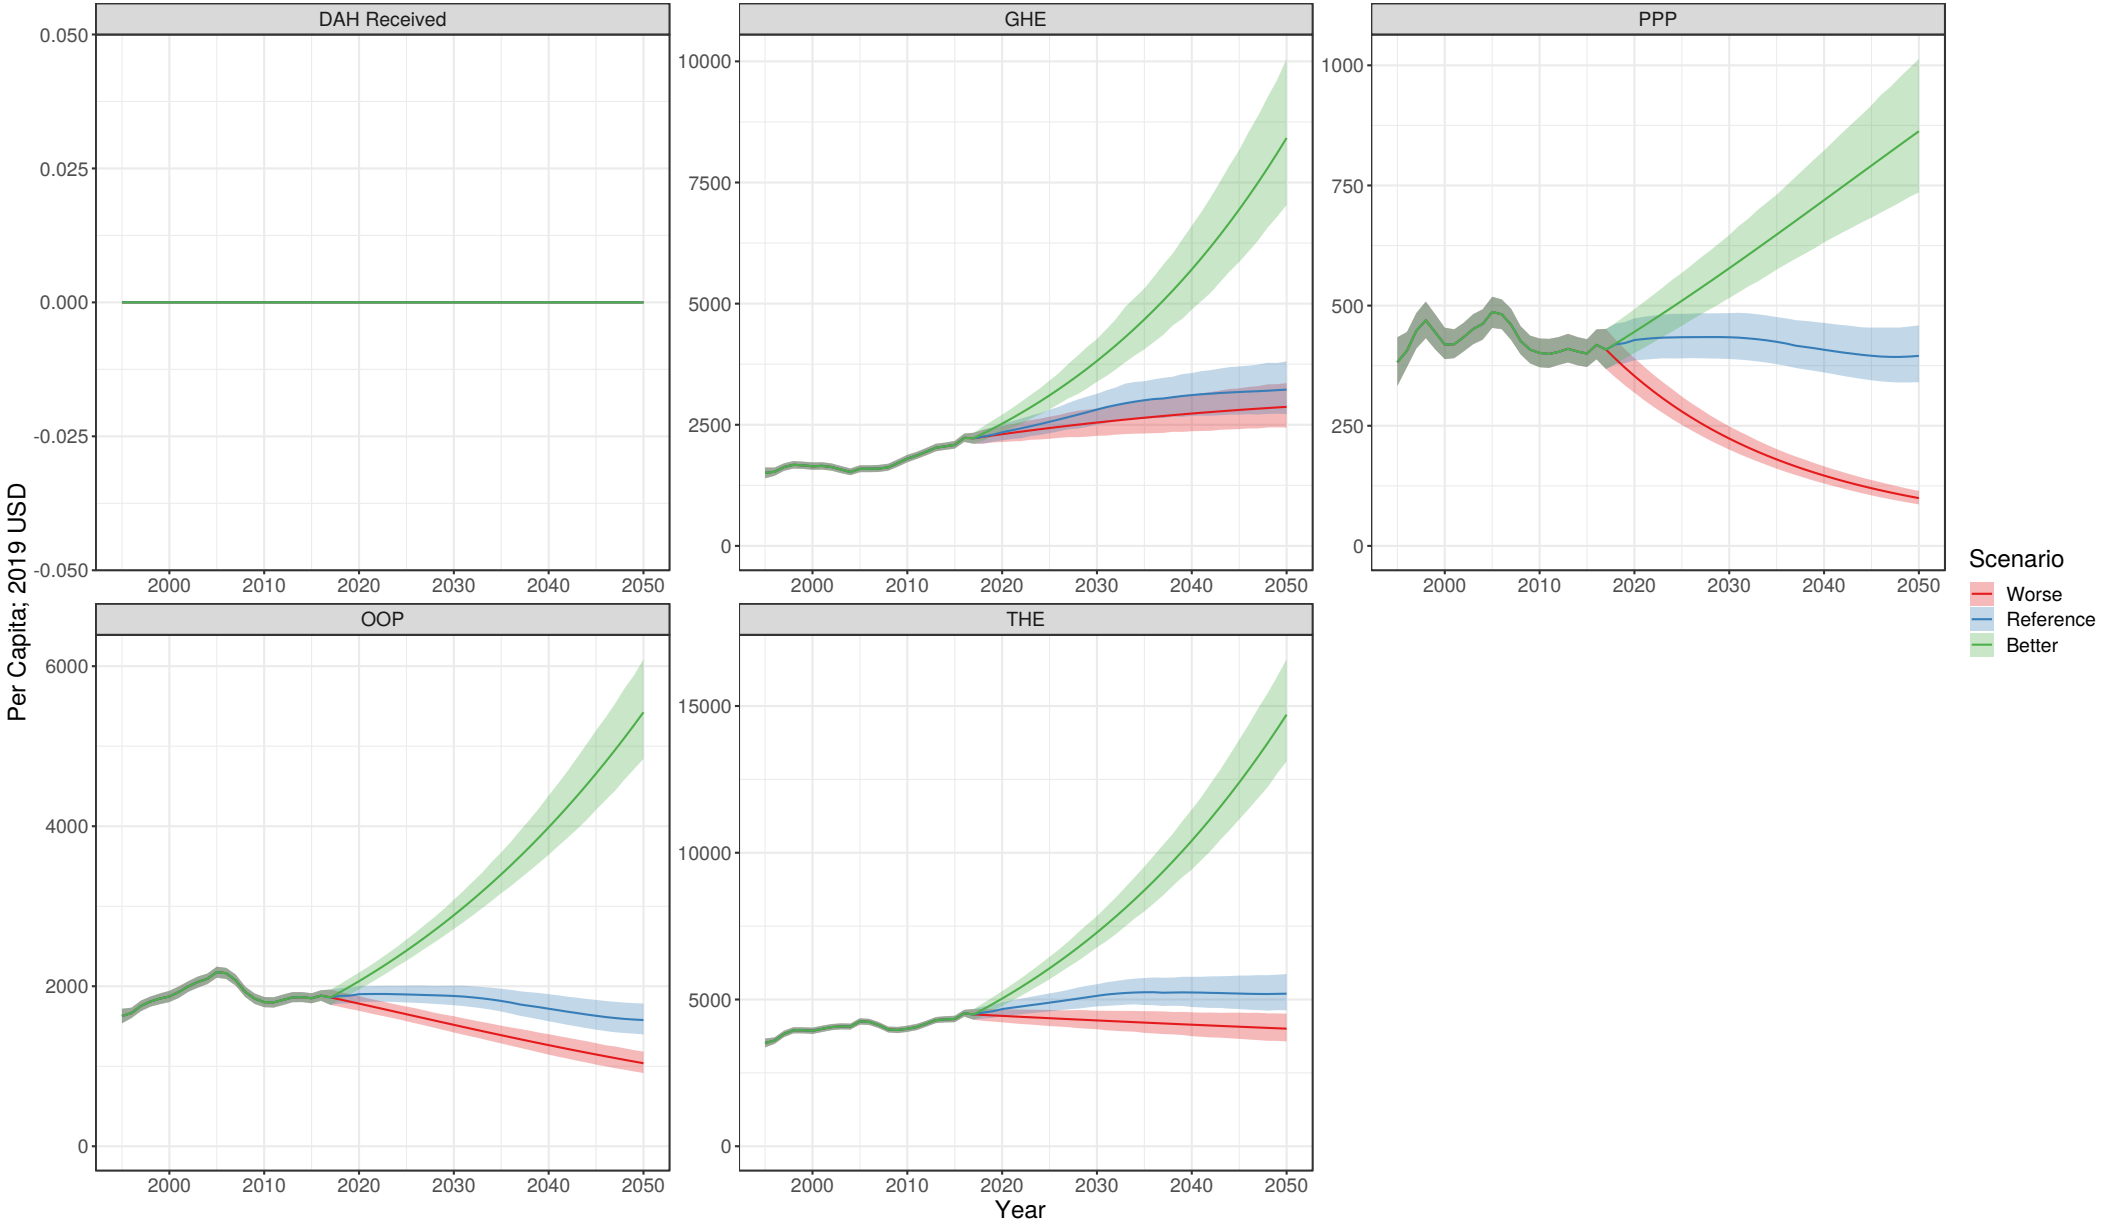 DAH Received
GHE
PPP
0.050
0.025
0.000
-0.025
-0.050
2000 2010 2020 2030 2040 2050
10000
7500
5000
2500
0
2000 2010 2020 2030 2040 2050
1000
750
500
250
0
2000 2010 2020 2030 2040 2050
Per Capita; 2019 USD
OOP
THE
6000
4000
2000
0
2000 2010 2020 2030 2040 2050
15000
10000
5000
0
2000 2010 2020 2030 2040 2050
Year
Scenario
Worse
Reference
Better